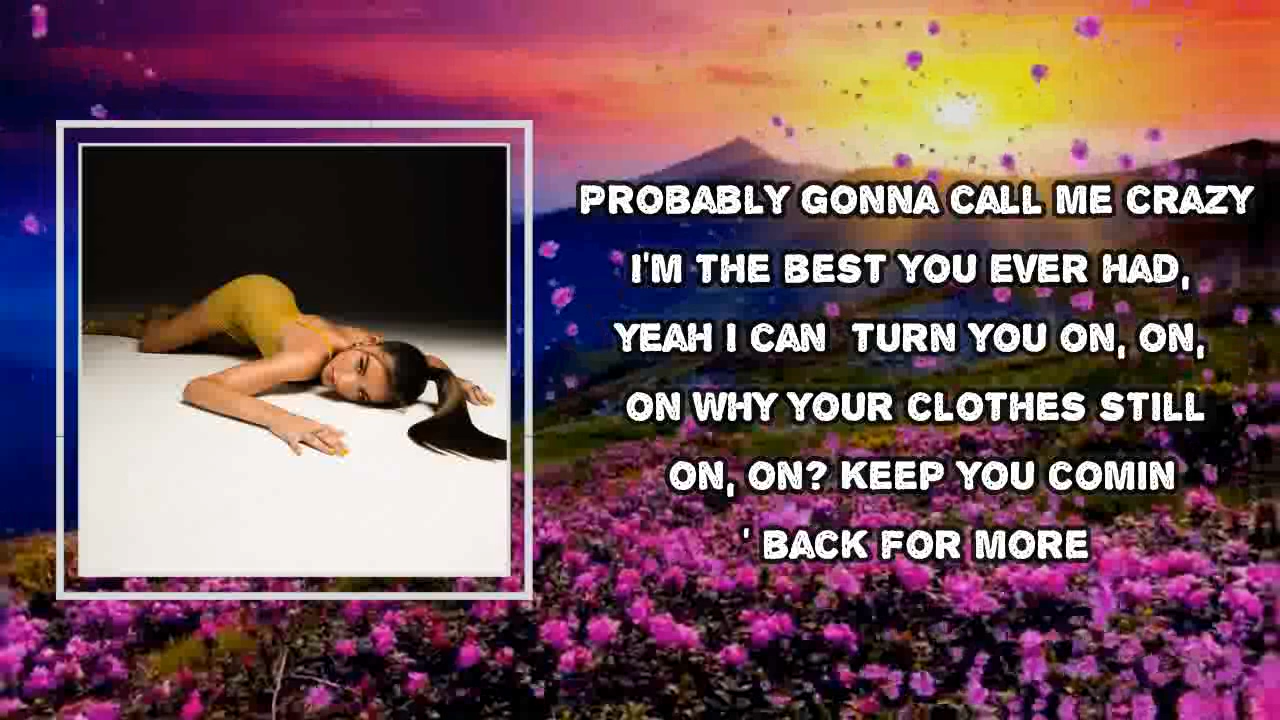 PROBABLY GONNA CALL ME CRAZY
I'M THE BEST YOU EVER HAD,
YEAH I CAN  TURN YOU ON, ON,
ON WHY YOUR CLOTHES STILL
ON, ON? KEEP YOU COMIN
' BACK FOR MORE